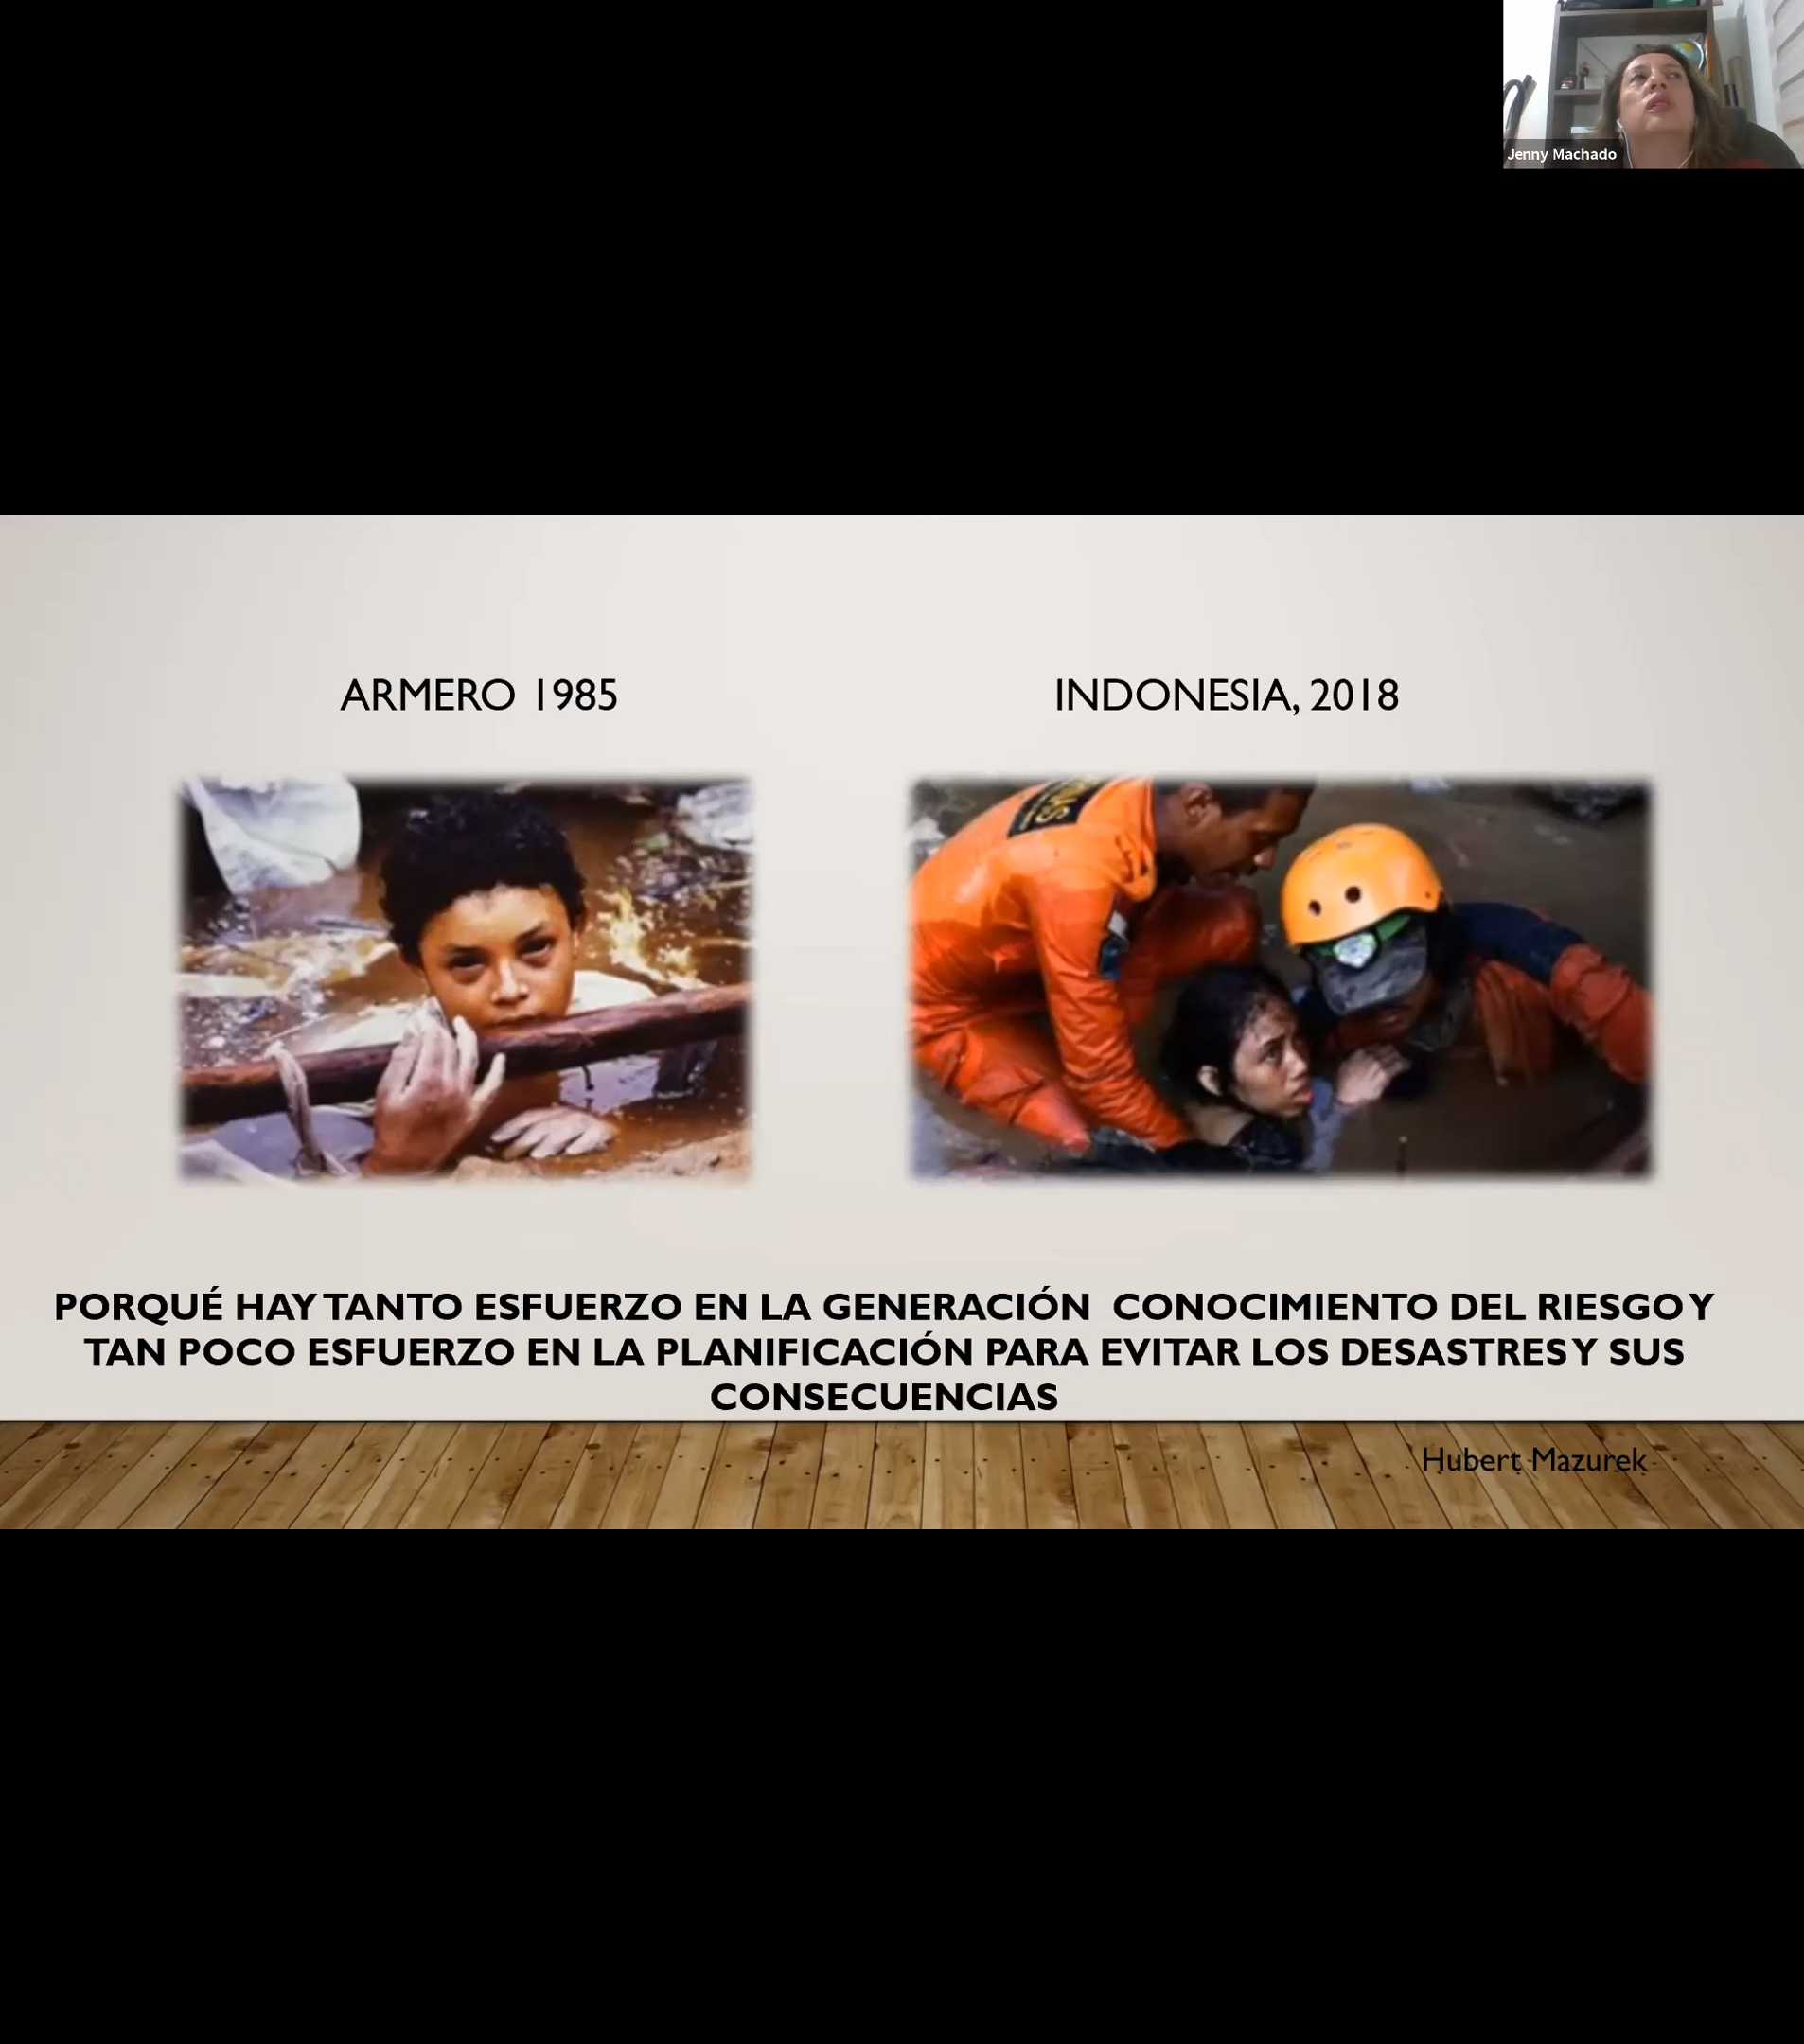 Jenny Machado
ARMERO 1985
INDONESIA, 2018
PORQUÉ HAY TANTO ESFUERZO EN LA GENERACIÓN CONOCIMIENTO DEL RIESGO Y
TAN POCO ESFUERZO EN LA PLANIFICACIÓN PARA EVITAR LOS DESASTRES Y SUS
CONSECUENCIAS
Hubert Mazurek